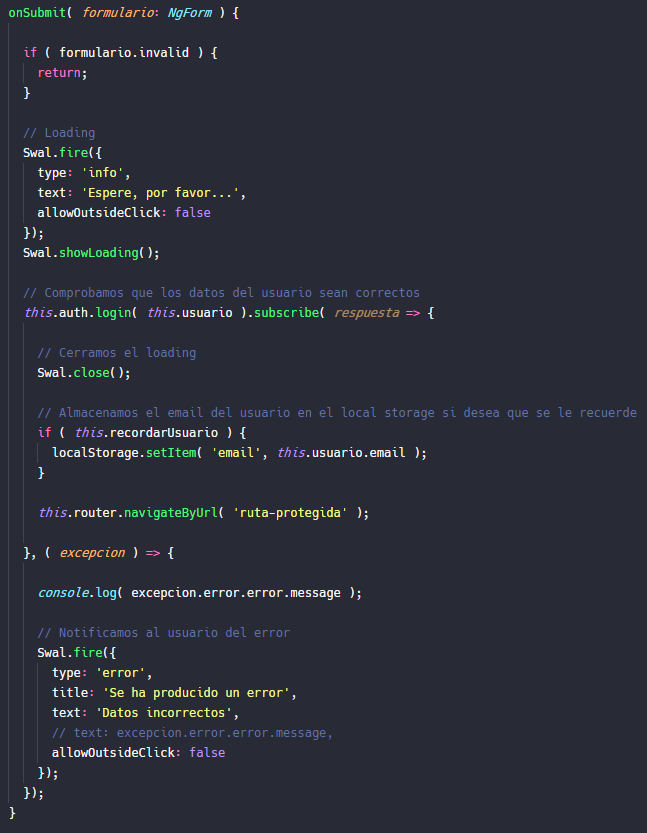 onSubmit( formulario: NgForm ) {
if ( formulario.invalid ) {
return;
}
// Loading
Swal.fire({
type: 'info',
text: 'Espere, por favor...',
allowOutsideClick: false
});
Swal.showLoading();
// Comprobamos que los datos del usuario sean correctos
this.auth.login( this.usuario ).subscribe( respuesta => {
// Cerramos el loading
Swal.close();
// Almacenamos el email del usuario en el local storage si desea que se le recuerde
if ( this.recordarUsuario ) {
localStorage.setItem( 'email', this.usuario.email );
}
this.router.navigateByUrl( 'ruta-protegida' );
}, ( excepcion ) => {
console.log( excepcion.error.error.message );
// Notificamos al usuario del error
Swal.fire({
type: 'error',
title: 'Se ha producido un error',
text: 'Datos incorrectos',
// text: excepcion.error.error.message,
allowOutsideClick: false
});
});
}